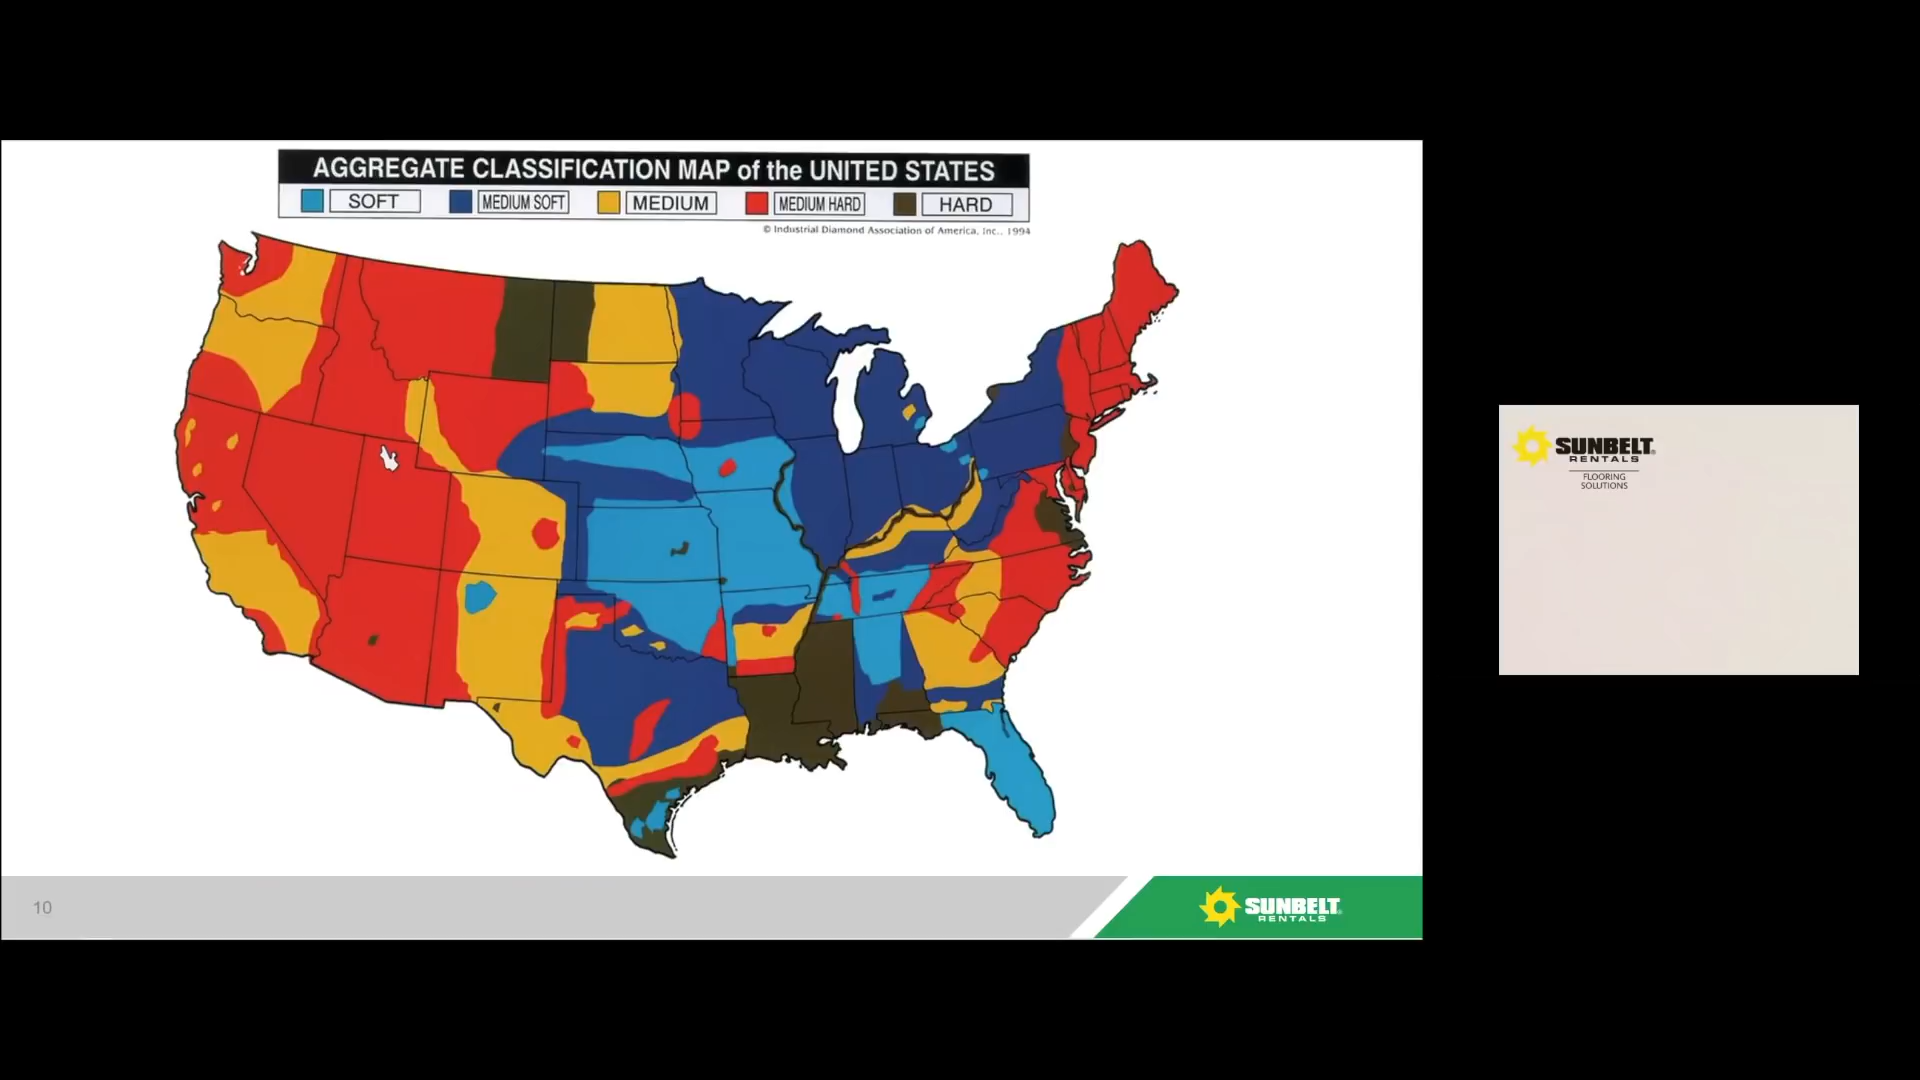 AGGREGATE CLASSIFICATION MAP of the UNITED STATES
SOFT MEDIUM SOFT MEDIUM MEDIUM HARD HARD
© Industrial Diamond Association of America, Inc., 1994
SUNBELT®
RENTALS
FLOORING
SOLUTIONS
10
SUNBELT®
RENTALS